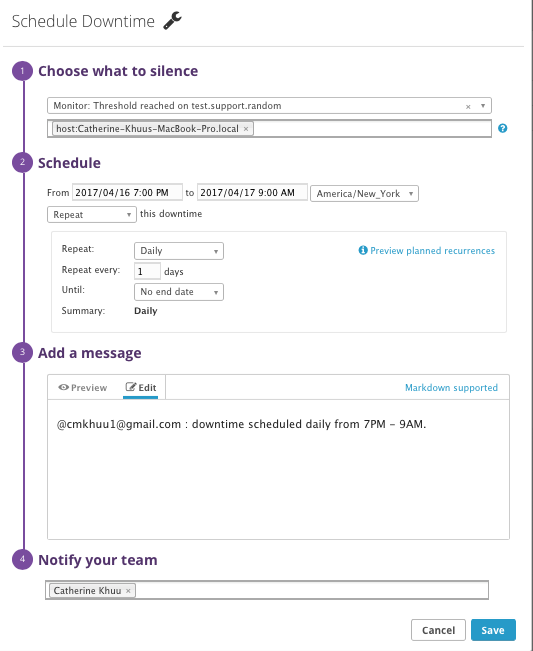 Schedule Downtime
1 Choose what to silence
Monitor: Threshold reached on test.support.random ×
host:Catherine-Khuus-MacBook-Pro.local × ?
2 Schedule
From 2017/04/16 7:00 PM to 2017/04/17 9:00 AM America/New_York
Repeat this downtime
Repeat: Daily Preview planned recurrences
Repeat every: 1 days
Until: No end date
Summary: Daily
3 Add a message
Preview Edit Markdown supported
@cmkhuu1@gmail.com : downtime scheduled daily from 7PM – 9AM.
4 Notify your team
Catherine Khuu ×
Cancel Save